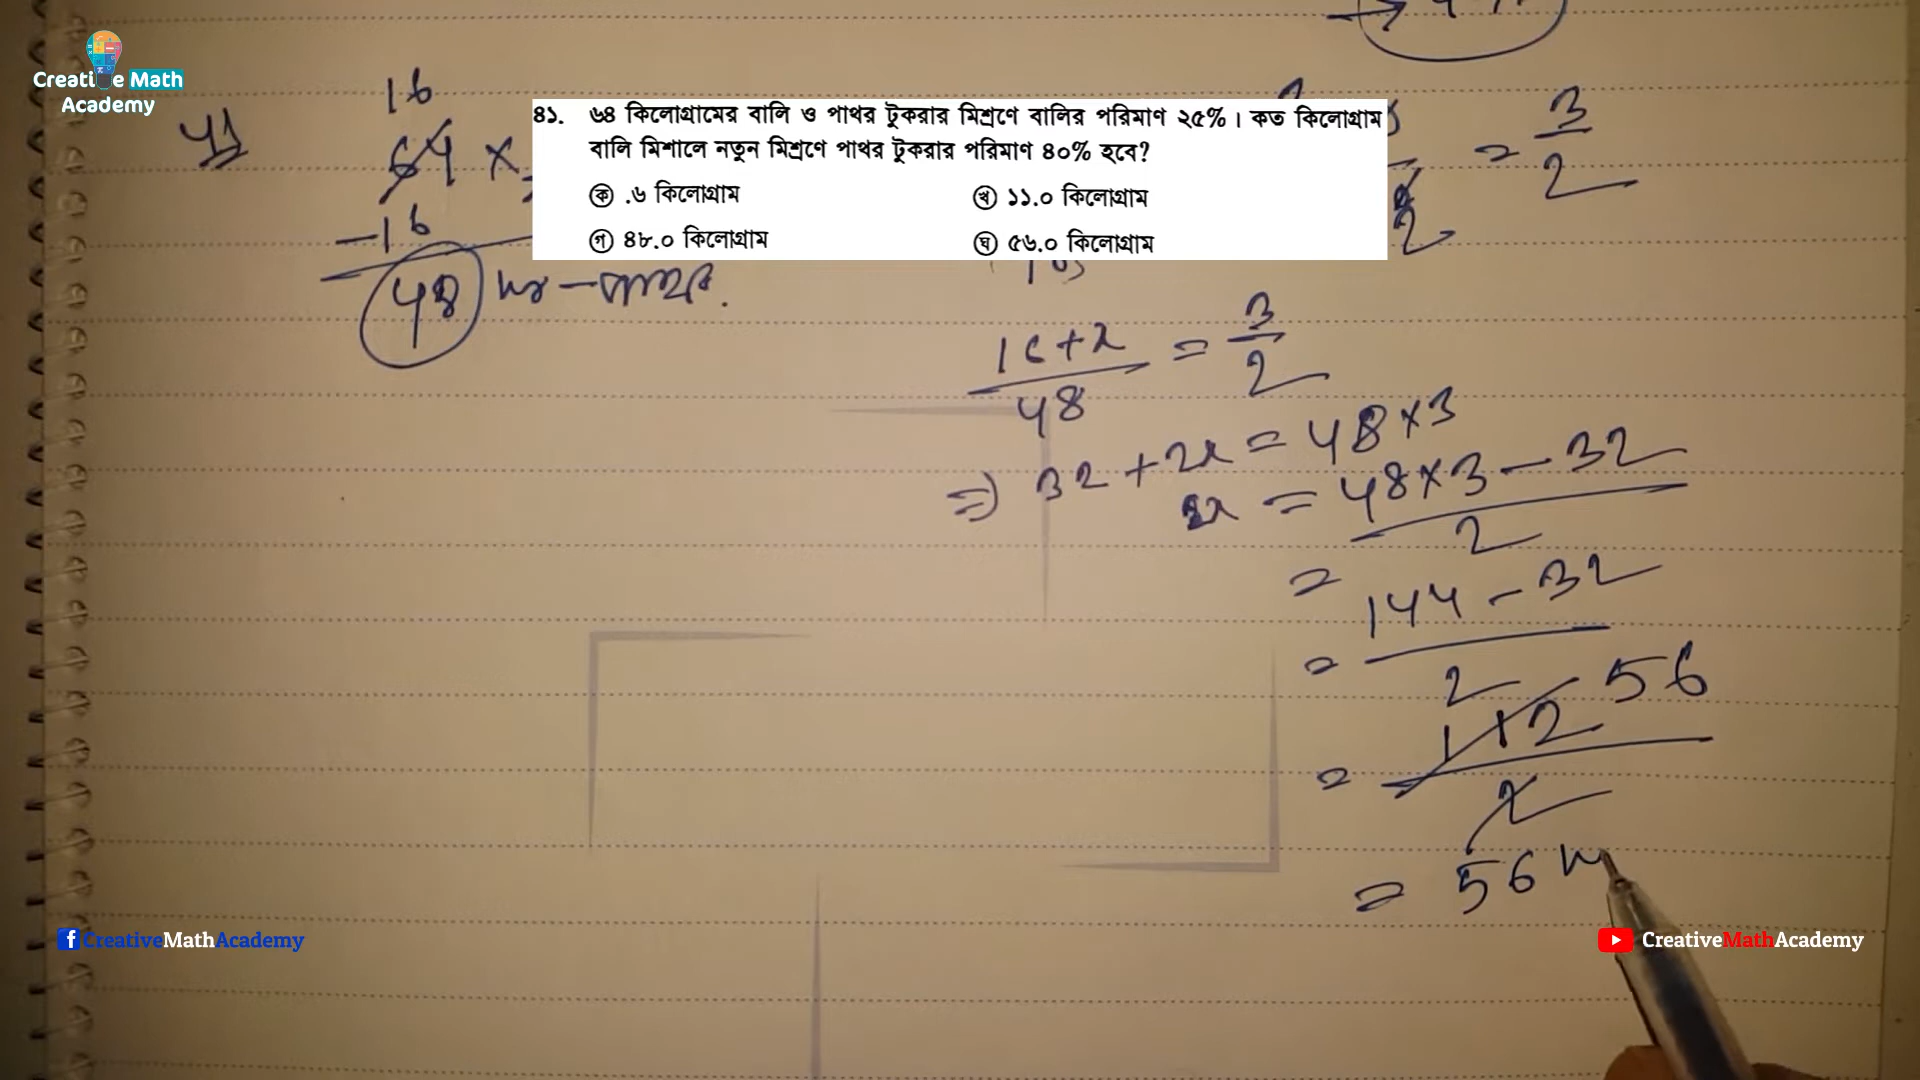 Creative Math
Academy
৪১. ৬৪ কিলোগ্রামের বালি ও পাথর টুকরার মিশ্রণে বালির পরিমাণ ২৫%। কত কিলোগ্রাম
বালি মিশালে নতুন মিশ্রণে পাথর টুকরার পরিমাণ ৪০% হবে?
ক .৬ কিলোগ্রাম
খ ১১.০ কিলোগ্রাম
গ ৪৮.০ কিলোগ্রাম
ঘ ৫৬.০ কিলোগ্রাম
16
64 ×
-16
48
= 3/2
16+x/48 = 3/2
⇒ 32 + 2x = 48×3
x = 48×3-32/2
=
= 144-32/2
= 112/2 56
= 56
CreativeMathAcademy
CreativeMathAcademy